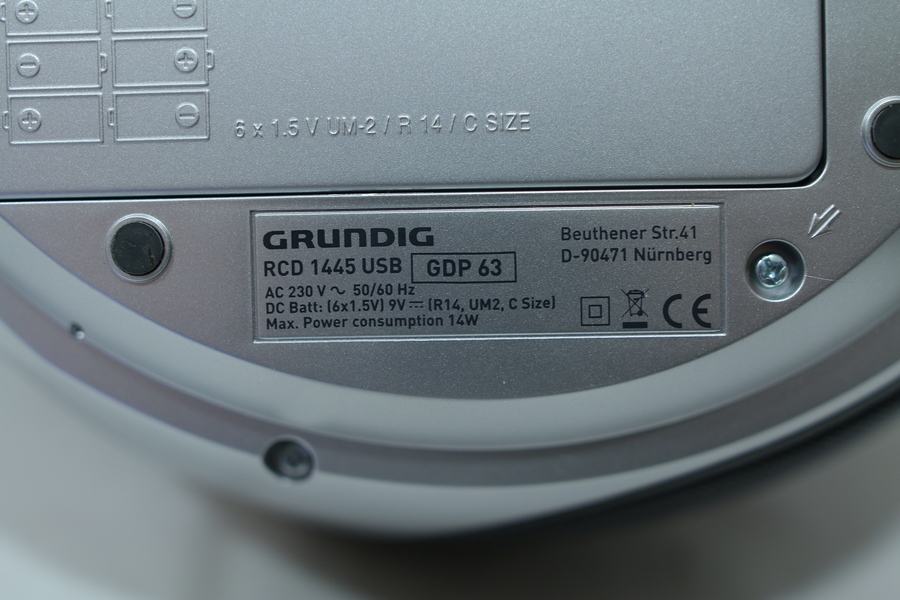 6 x 1.5 V UM-2 / R 14 / C SIZE
GRUNDIG
RCD 1445 USB GDP 63
AC 230 V ~ 50/60 Hz
DC Batt: (6x1.5V) 9V ⎓ (R14, UM2, C Size)
Max. Power consumption 14W
Beuthener Str.41
D-90471 Nürnberg
CE